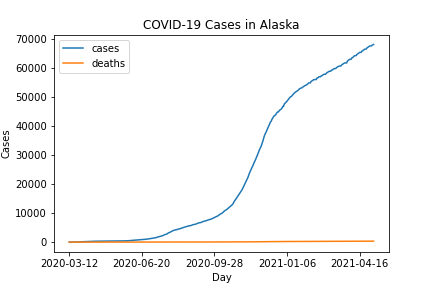 COVID-19 Cases in Alaska
cases
deaths
Cases
70000
60000
50000
40000
30000
20000
10000
0
2020-03-12 2020-06-20 2020-09-28 2021-01-06 2021-04-16
Day